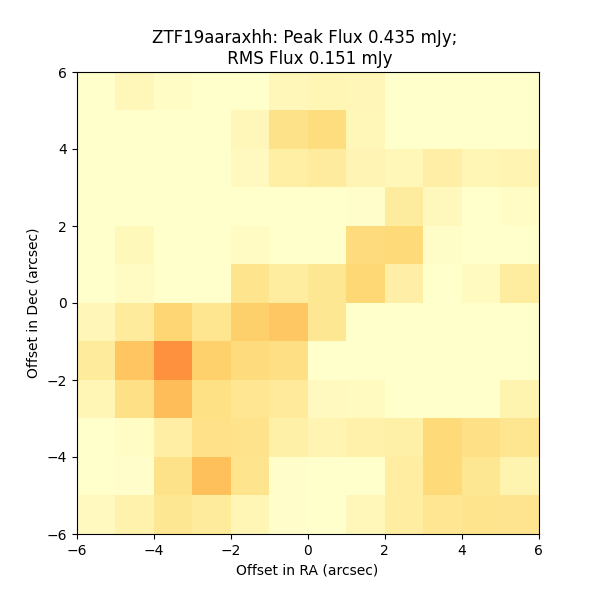 ZTF19aaraxhh: Peak Flux 0.435 mJy;
RMS Flux 0.151 mJy
6
4
2
0
−2
−4
−6
Offset in Dec (arcsec)
−6 −4 −2 0 2 4 6
Offset in RA (arcsec)